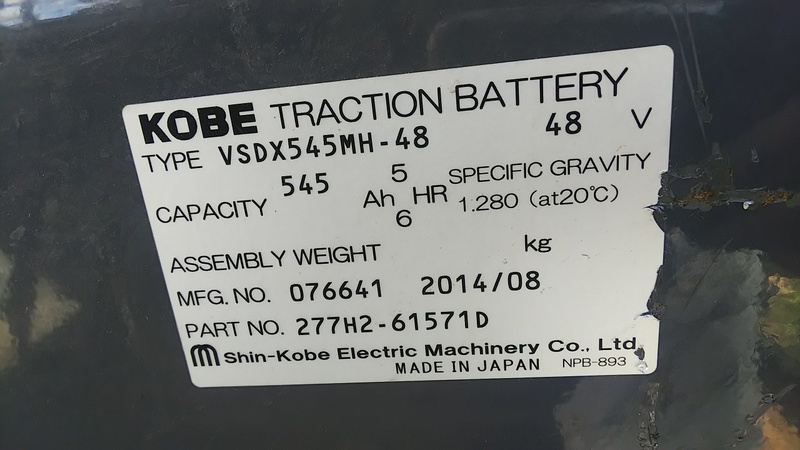 KOBE TRACTION BATTERY
TYPE VSDX545MH-48 48 V
CAPACITY 545 Ah 5 HR SPECIFIC GRAVITY
6 1.280 (at20℃)
ASSEMBLY WEIGHT kg
MFG. NO. 076641 2014/08
PART NO. 277H2-61571D
Shin-Kobe Electric Machinery Co., Ltd.
MADE IN JAPAN NPB-893